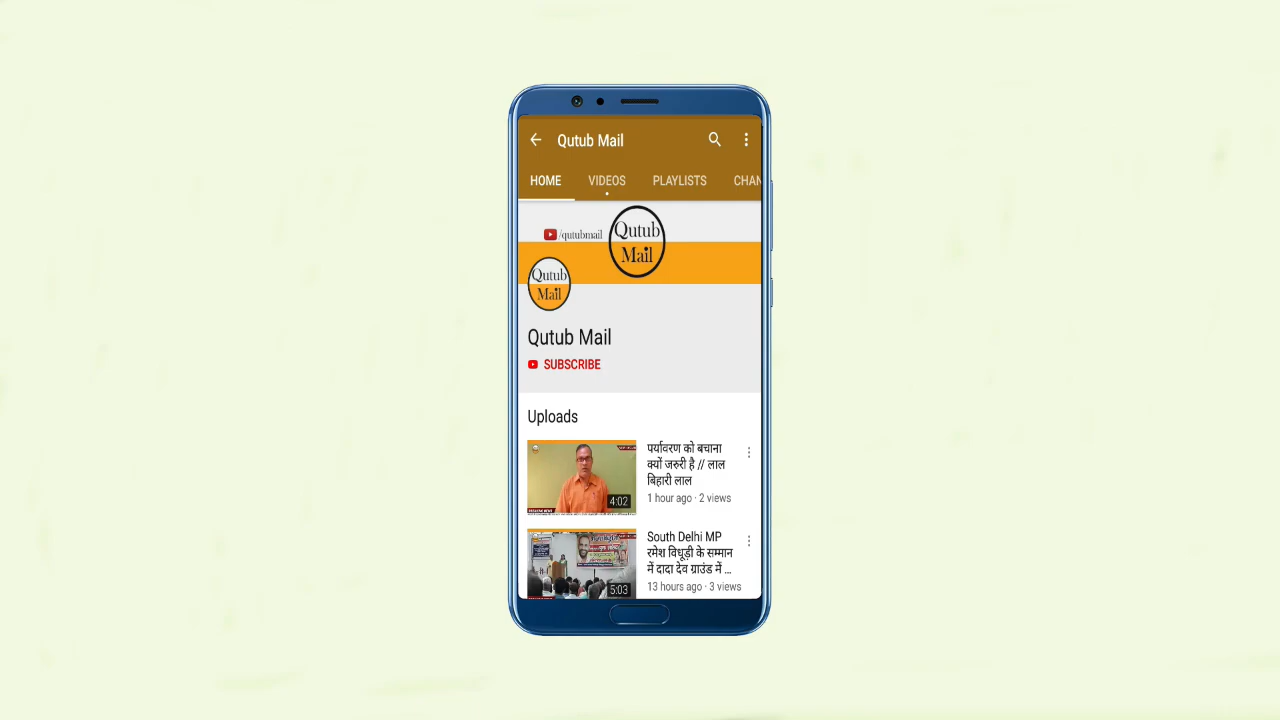 Qutub Mail
HOME VIDEOS PLAYLISTS CHAN
/qutubmail
Qutub
Mail
Qutub
Mail
Qutub Mail
SUBSCRIBE
Uploads
पर्यावरण को बचाना
क्यों जरुरी है // लाल
बिहारी लाल
1 hour ago · 2 views
4:02
South Delhi MP
रमेश विधूड़ी के सम्मान
में दादा देव ग्राउंड में ...
13 hours ago · 3 views
5:03